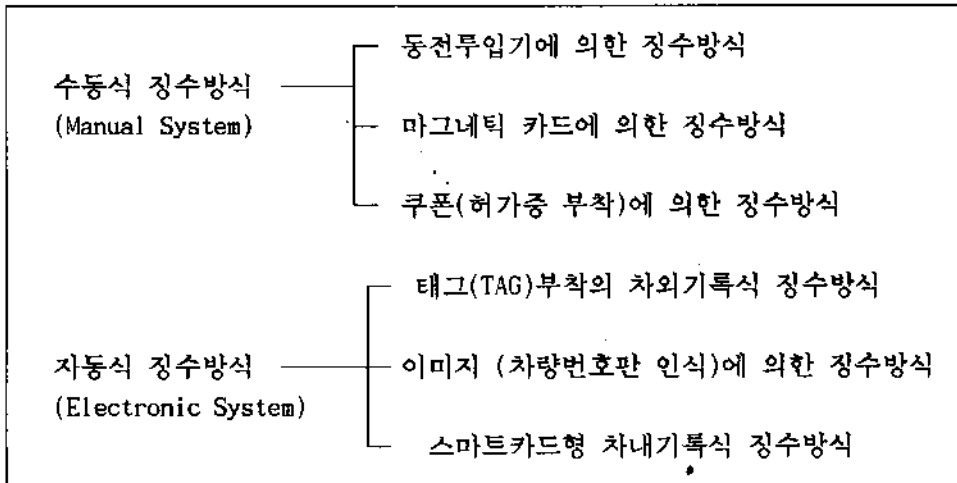 동전투입기에 의한 징수방식
수동식 징수방식
(Manual System)
마그네틱 카드에 의한 징수방식
쿠폰(허가증 부착)에 의한 징수방식
태그(TAG)부착의 차외기록식 징수방식
자동식 징수방식
(Electronic System)
이미지 (차량번호판 인식)에 의한 징수방식
스마트카드형 차내기록식 징수방식